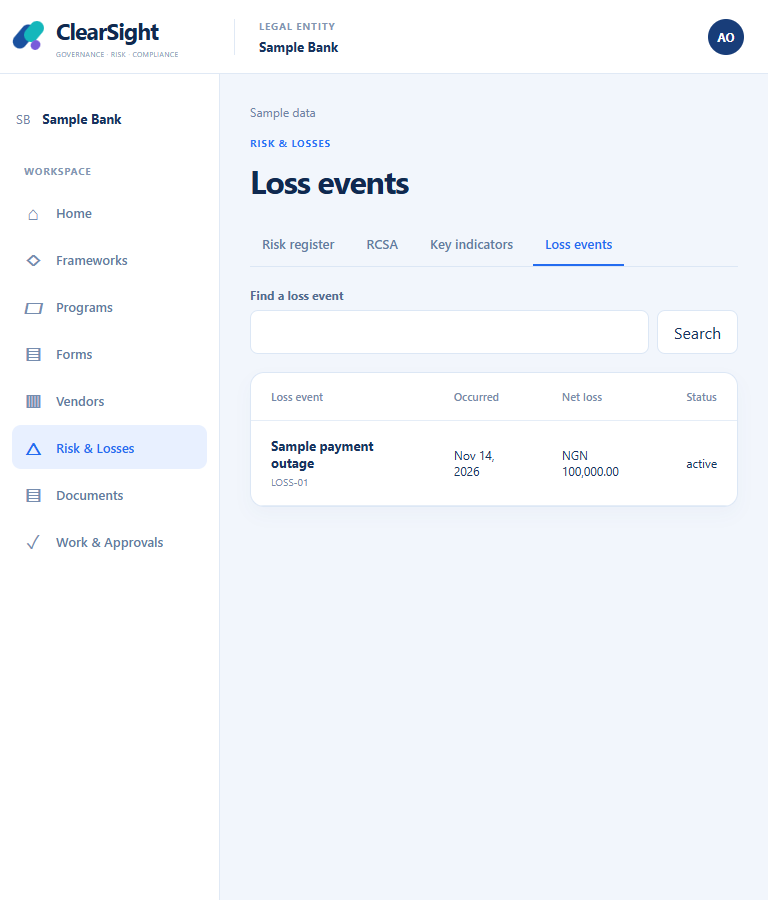 ClearSight
GOVERNANCE · RISK · COMPLIANCE
LEGAL ENTITY
Sample Bank
AO
SB Sample Bank
WORKSPACE
Home
Frameworks
Programs
Forms
Vendors
Risk & Losses
Documents
Work & Approvals
Sample data
RISK & LOSSES
Loss events
Risk register RCSA Key indicators Loss events
Find a loss event
Search
Loss event Occurred Net loss Status
Sample payment
outage
LOSS-01
Nov 14,
2026
NGN
100,000.00
active